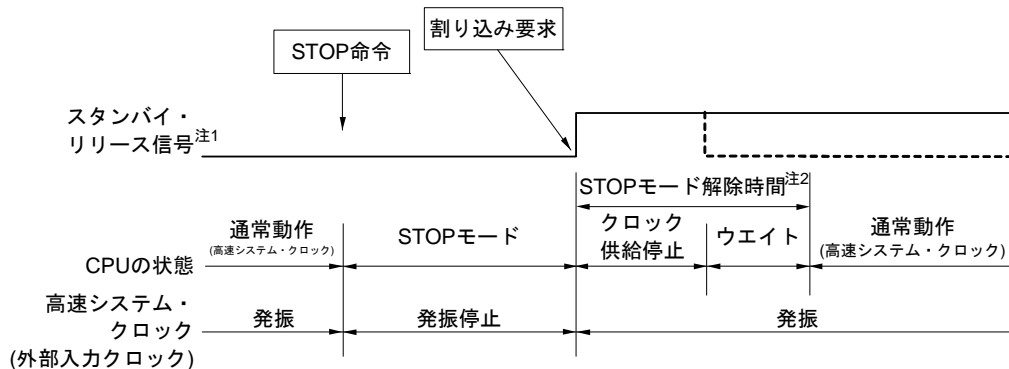 割り込み要求
STOP命令
スタンバイ・
リリース信号注1
STOPモード解除時間注2
通常動作
(高速システム・クロック)
STOPモード
クロック
供給停止
ウエイト
通常動作
(高速システム・クロック)
CPUの状態
高速システム・
クロック
(外部入力クロック)
発振
発振停止
発振